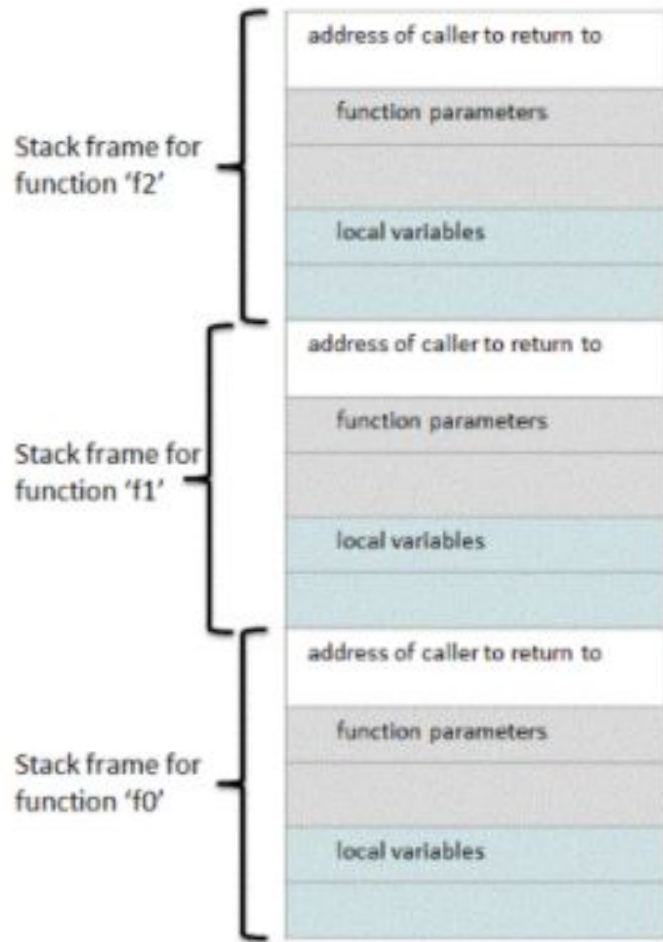 address of caller to return to
function parameters
Stack frame for
function ‘f2’
local variables
address of caller to return to
function parameters
Stack frame for
function ‘f1’
local variables
address of caller to return to
function parameters
Stack frame for
function ‘f0’
local variables